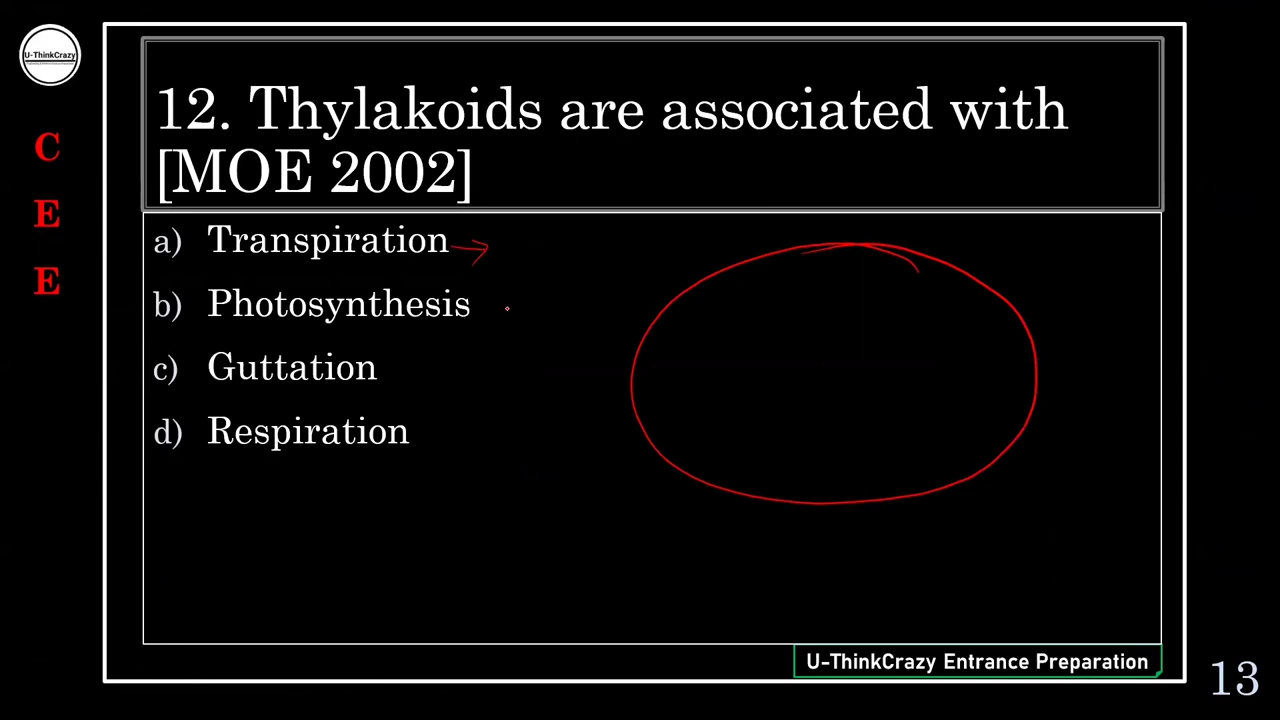 U-ThinkCrazy
C
E
E
12. Thylakoids are associated with
[MOE 2002]
a) Transpiration
b) Photosynthesis
c) Guttation
d) Respiration
U-ThinkCrazy Entrance Preparation
13